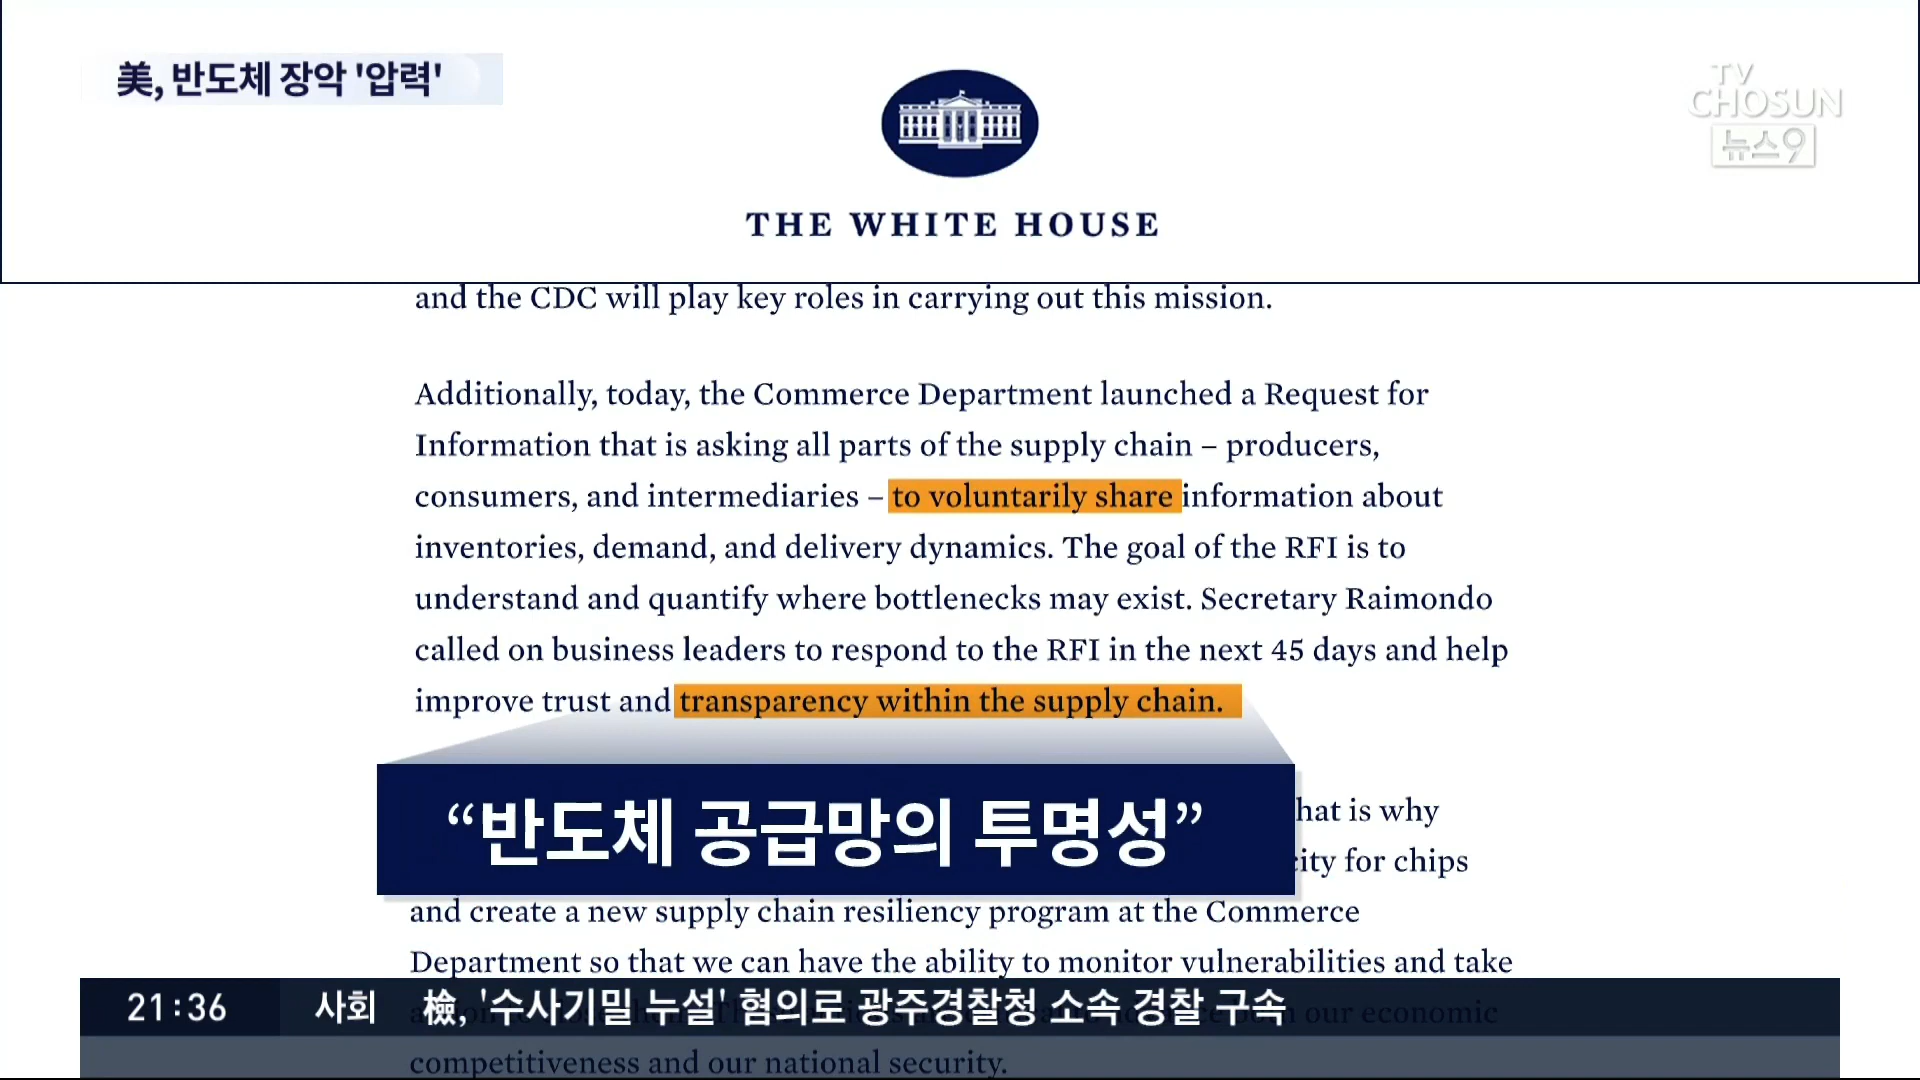 美, 반도체 장악 '압력'
TV
CHOSUN
뉴스9
THE WHITE HOUSE
and the CDC will play key roles in carrying out this mission.
Additionally, today, the Commerce Department launched a Request for
Information that is asking all parts of the supply chain – producers,
consumers, and intermediaries – to voluntarily share information about
inventories, demand, and delivery dynamics. The goal of the RFI is to
understand and quantify where bottlenecks may exist. Secretary Raimondo
called on business leaders to respond to the RFI in the next 45 days and help
improve trust and transparency within the supply chain.
“반도체 공급망의 투명성”
hat is why
city for chips
and create a new supply chain resiliency program at the Commerce
Department so that we can have the ability to monitor vulnerabilities and take
21:36 사회 檢, '수사기밀 누설' 혐의로 광주경찰청 소속 경찰 구속
our economic
competitiveness and our national security.